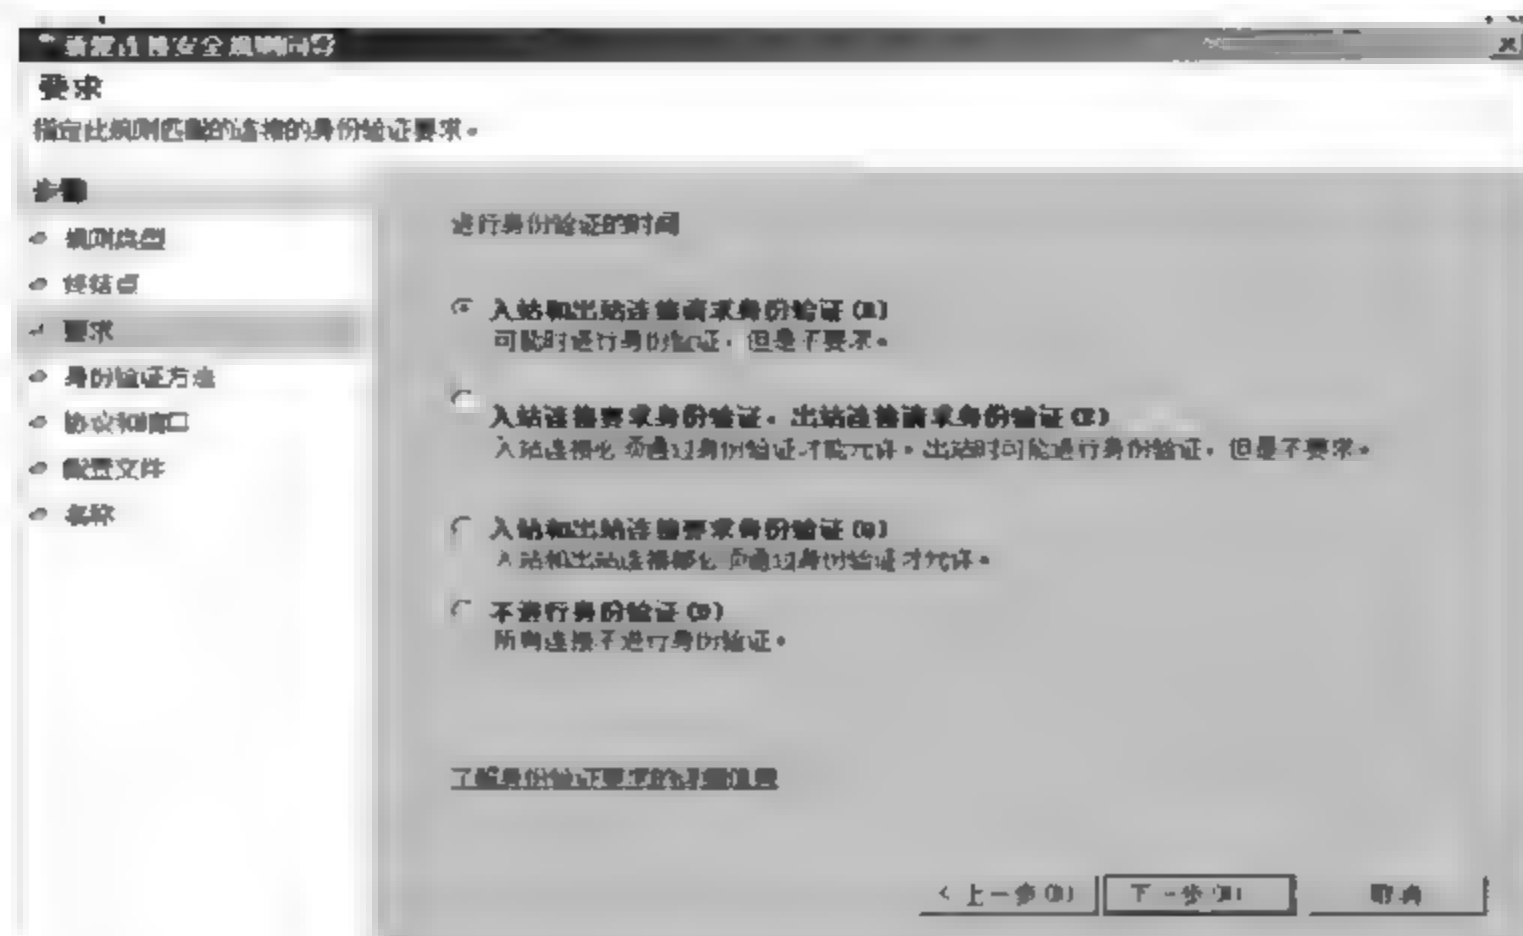 新建连接安全规则向导
要求
指定此规则匹配的连接的身份验证要求。
步骤
规则类型
终结点
要求
身份验证方法
协议和端口
配置文件
名称
进行身份验证的时间
入站和出站连接请求身份验证
可能时进行身份验证，但是不要求。
入站连接要求身份验证，出站连接请求身份验证
入站连接必须通过身份验证才能允许。出站时可能进行身份验证，但是不要求。
入站和出站连接要求身份验证
入站和出站连接都必须通过身份验证才允许。
不进行身份验证
所有连接不进行身份验证。
了解身份验证要求的详细信息
< 上一步
下一步
取消